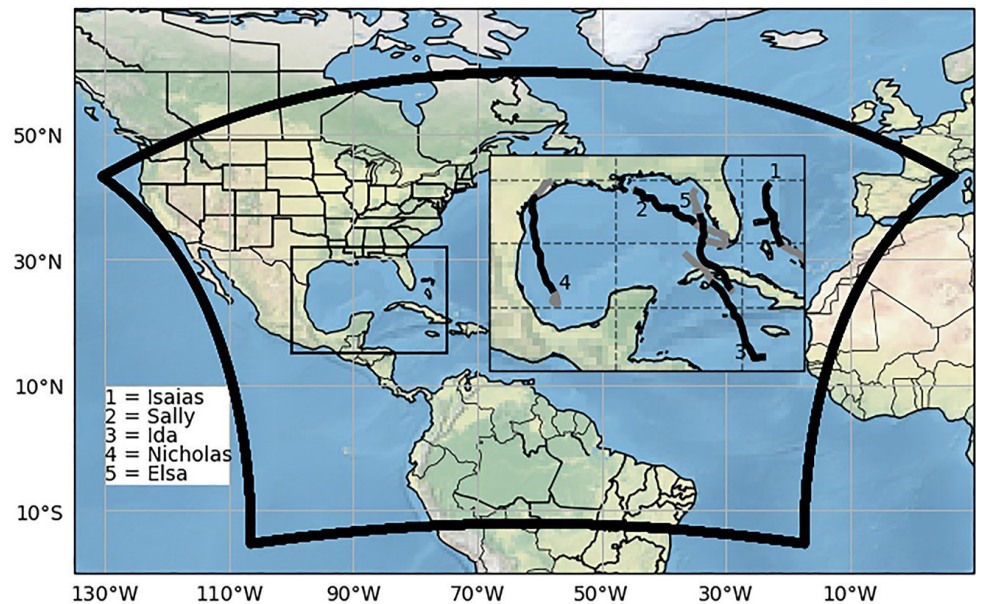 50°N
30°N
10°N
10°S
1
2
5
4
3
1 = Isaias
2 = Sally
3 = Ida
4 = Nicholas
5 = Elsa
130°W 110°W 90°W 70°W 50°W 30°W 10°W